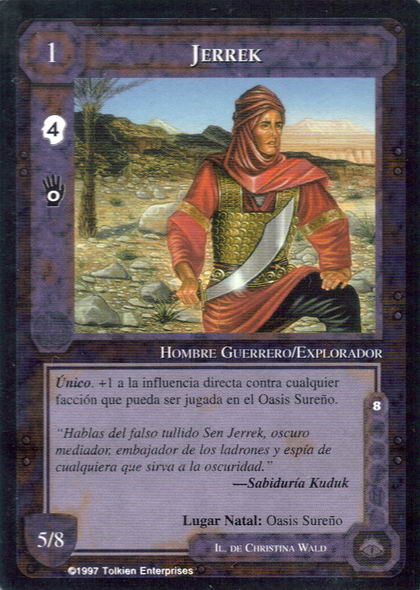 1
JERREK
4
0
HOMBRE GUERRERO/EXPLORADOR
Único. +1 a la influencia directa contra cualquier
facción que pueda ser jugada en el Oasis Sureño.
8
“Hablas del falso tullido Sen Jerrek, oscuro
mediador, embajador de los ladrones y espía de
cualquiera que sirva a la oscuridad.”
---Sabiduría Kuduk
Lugar Natal: Oasis Sureño
5/8
IL. DE CHRISTINA WALD
©1997 Tolkien Enterprises